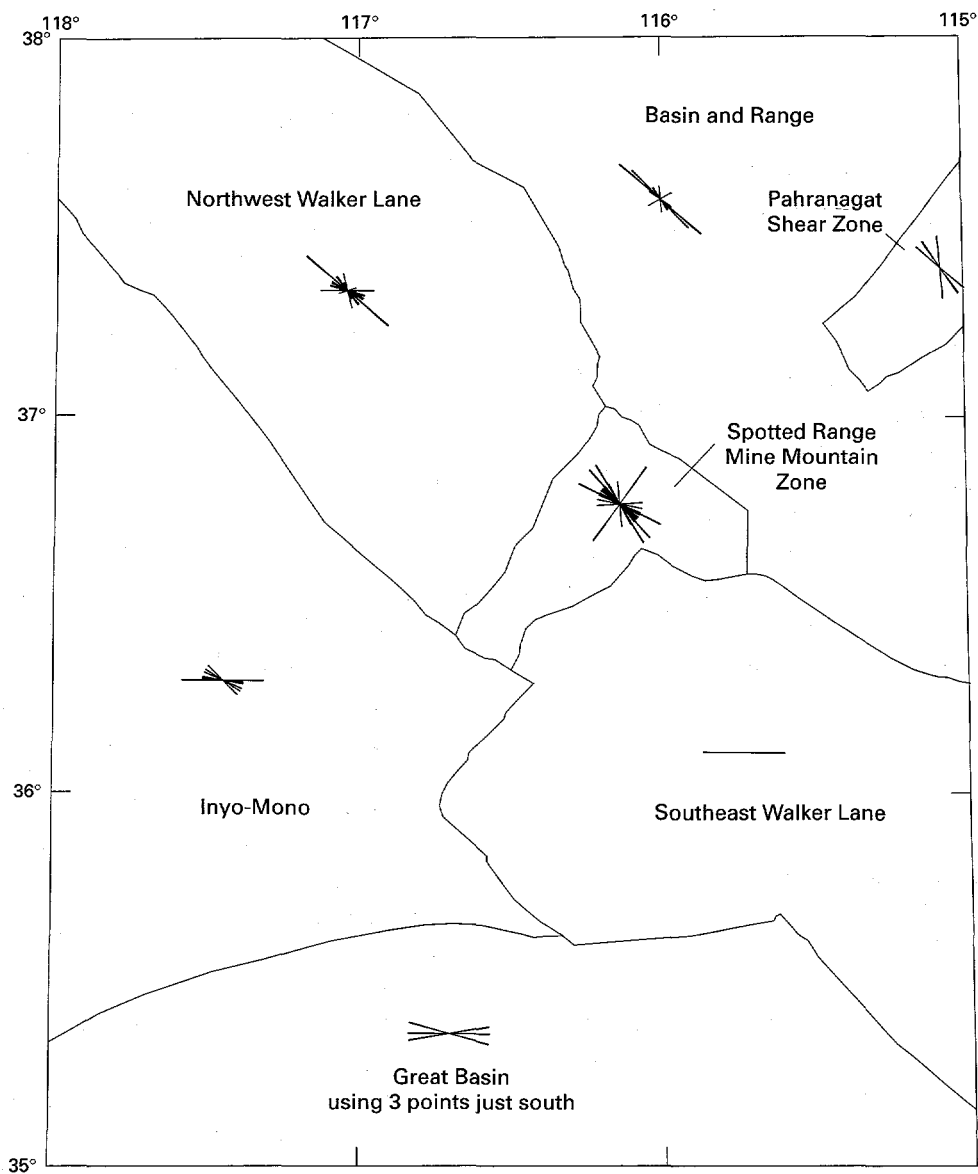 118° 117° 116° 115°
38°
Basin and Range
Northwest Walker Lane
Pahranagat
Shear Zone
37°
Spotted Range
Mine Mountain
Zone
36°
Inyo-Mono
Southeast Walker Lane
Great Basin
using 3 points just south
35°